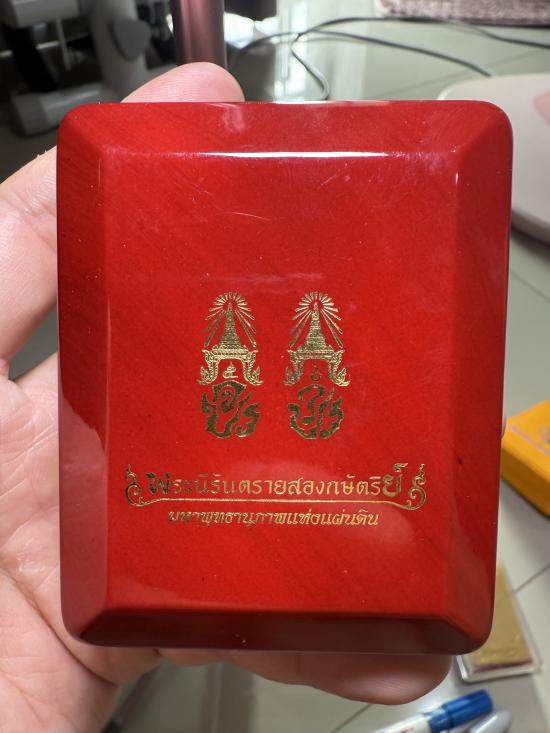 พระนิรันตรายสองกษัตริย์
มหาพุทธานุภาพแห่งแผ่นดิน